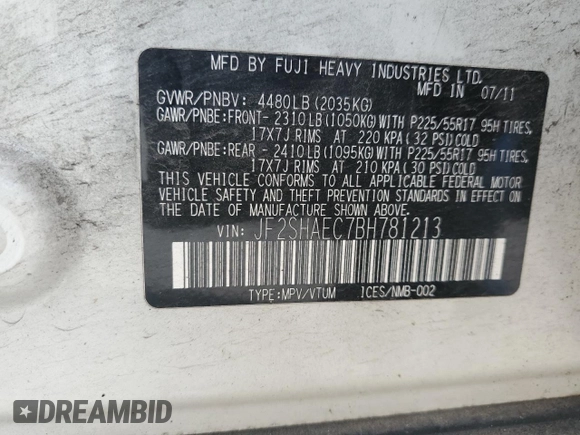 MFD BY FUJI HEAVY INDUSTRIES LTD.
MFD IN 07/11
GVWR/PNBV: 4480LB(2035KG)
GAWR/PNBE:FRONT- 2310LB(1050KG)WITH P225/55R17 95H TIRES,
17X7J RIMS AT 220 KPA(32 PSI)COLD
GAWR/PNBE:REAR - 2410LB(1095KG)WITH P225/55R17 95H TIRES,
17X7J RIMS AT 210 KPA(30 PSI)COLD
THIS VEHICLE CONFORMS TO ALL APPLICABLE FEDERAL MOTOR
VEHICLE SAFETY AND THEFT PREVENTION STANDARDS
IN EFFECT ON THE DATE OF MANUFACTURE SHOWN ABOVE.
VIN: JF2SHAEC7BH781213
TYPE:MPV/VTUM ICES/NMB-002
DREAMBID